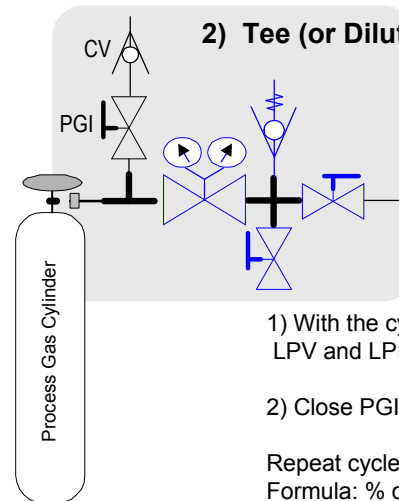 2) Tee (or Dilut
CV
PGI
Process Gas Cylinder
1) With the cy
LPV and LPI
2) Close PGI
Repeat cycle
Formula: % c